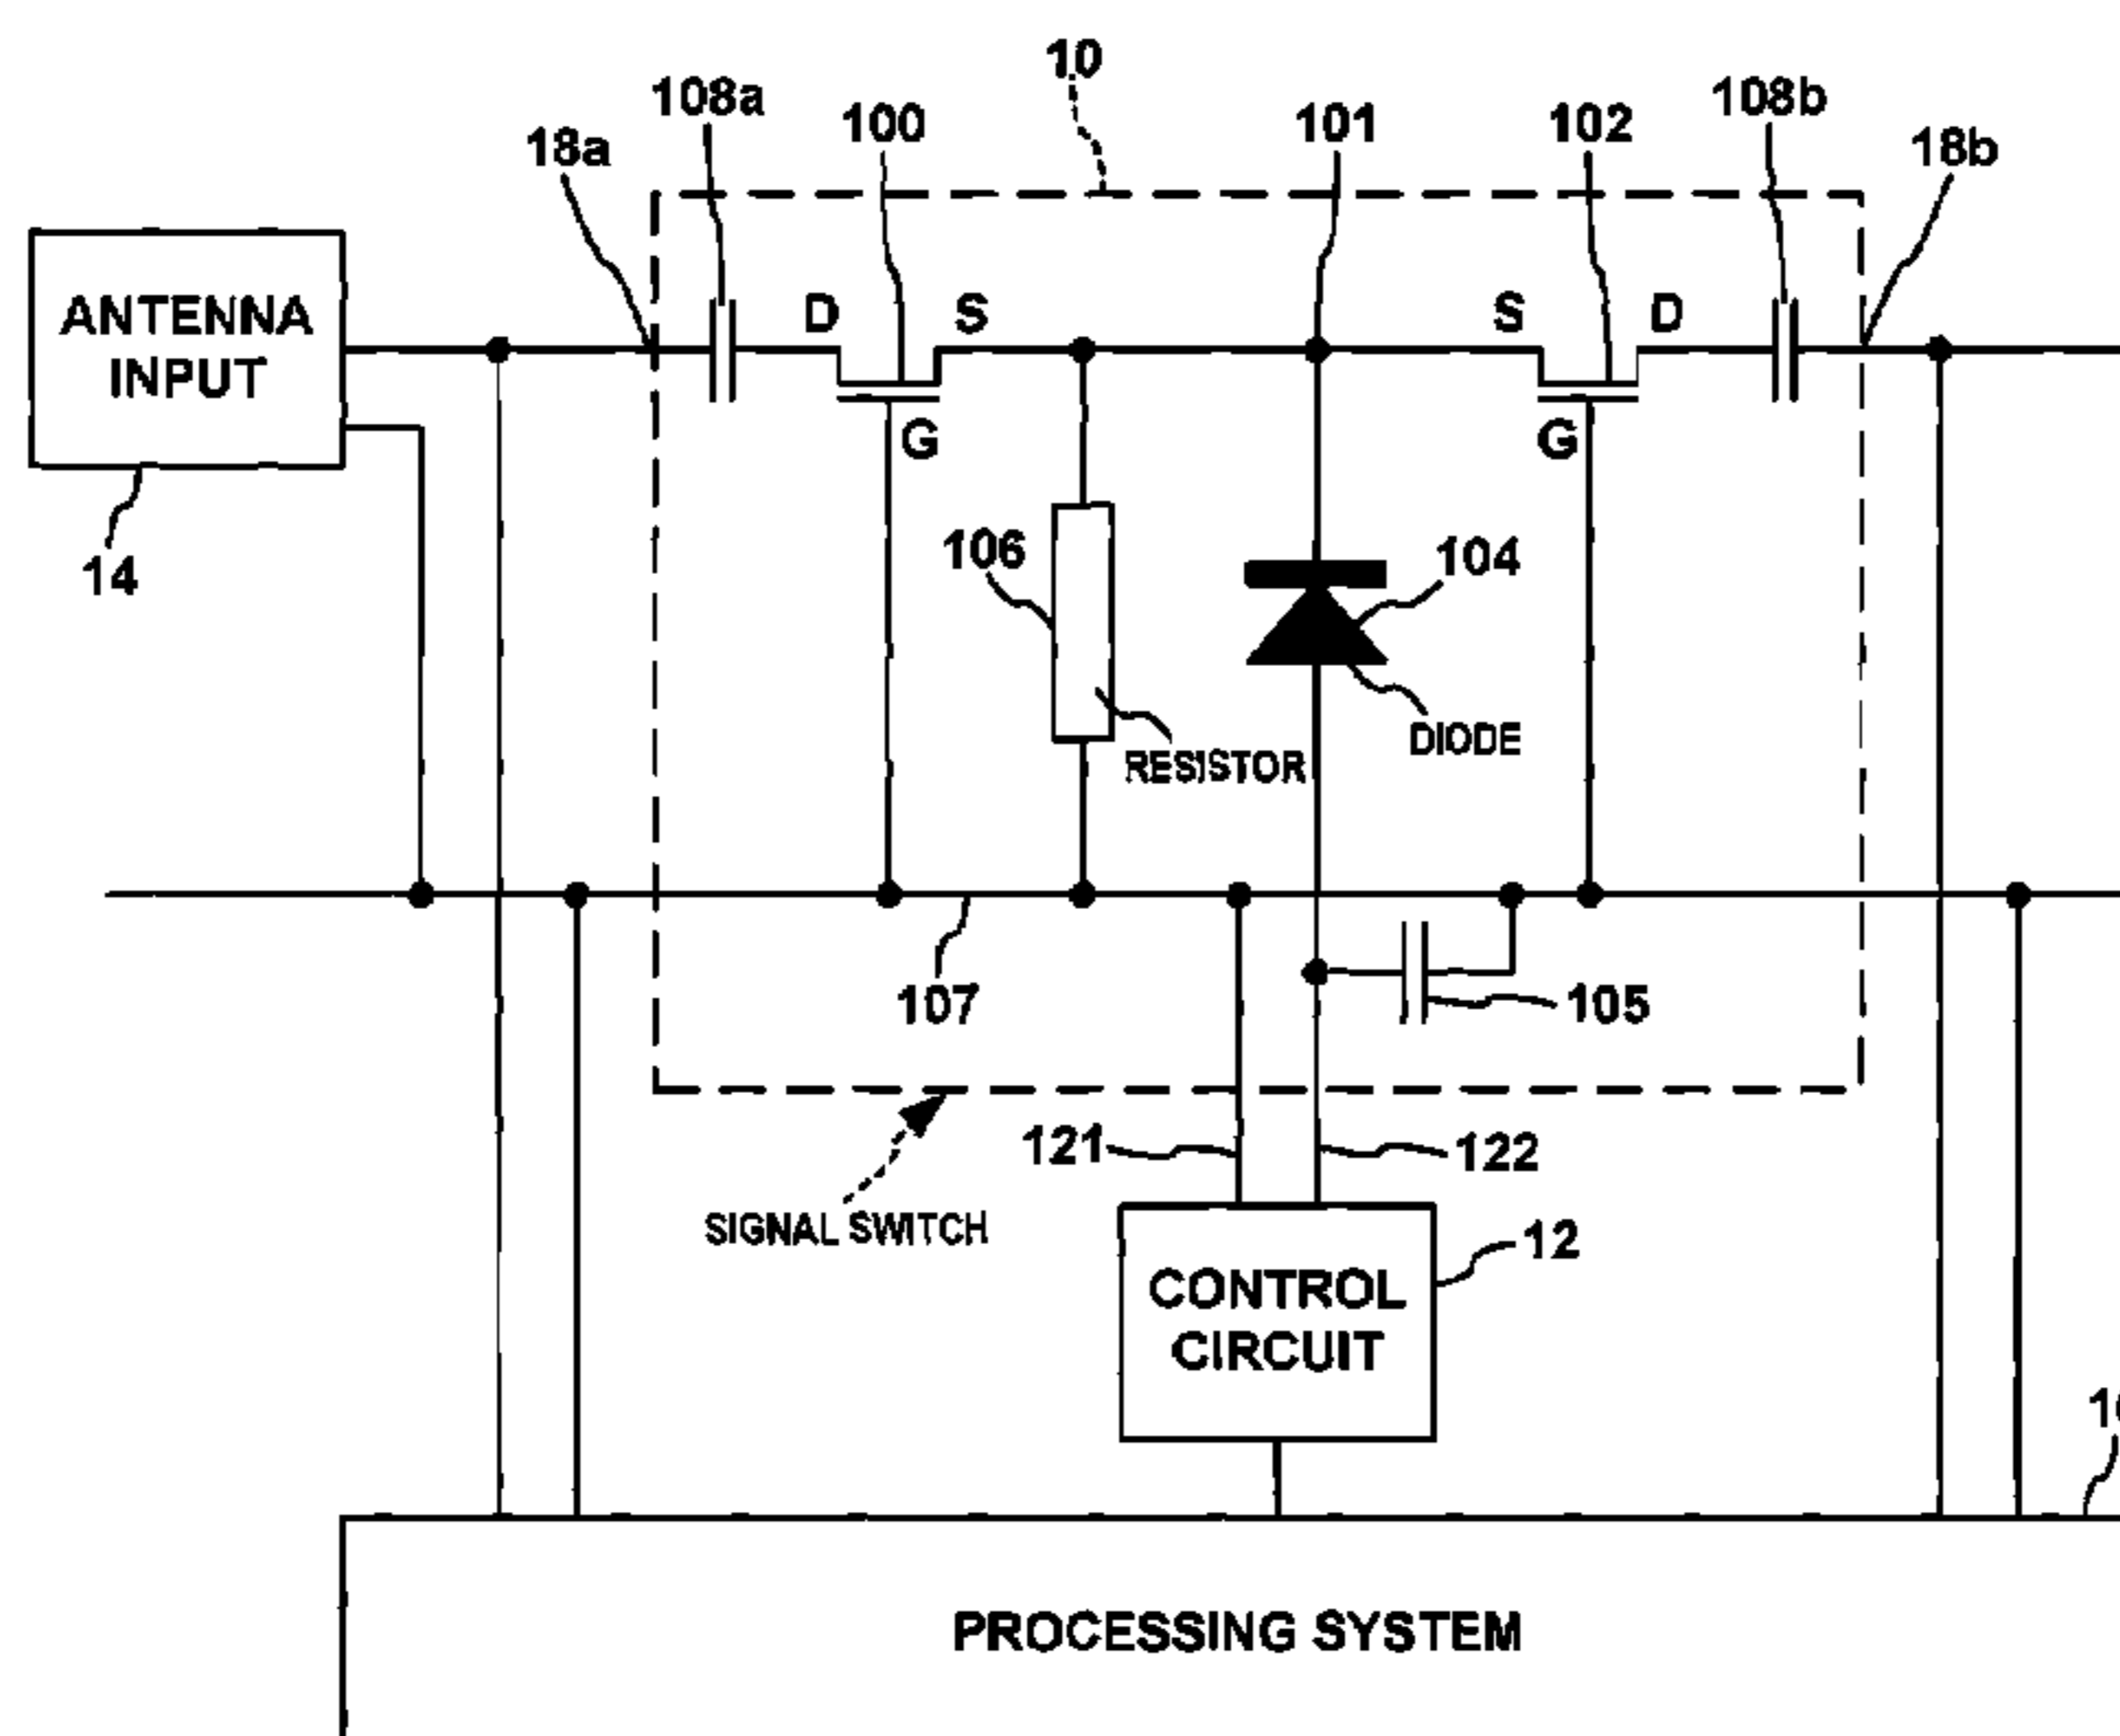 10
108a
100
101
102
108b
18a
18b
ANTENNA
INPUT
D
S
S
D
G
G
14
106
104
RESISTOR
DIODE
107
105
121
122
SIGNAL SWITCH
12
CONTROL
CIRCUIT
PROCESSING SYSTEM